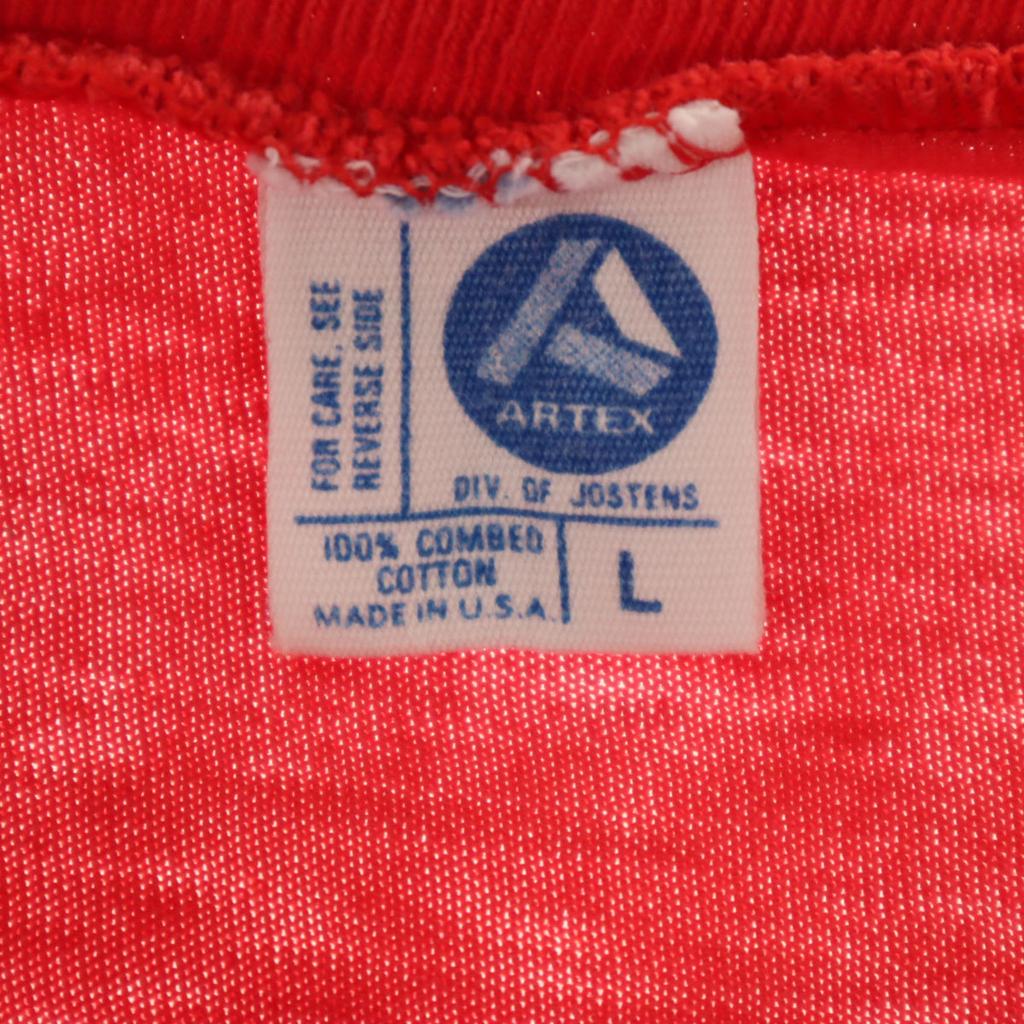 FOR CARE, SEE
REVERSE SIDE
ARTEX
DIV. OF JOSTENS
100% COMBED
COTTON
MADE IN U.S.A.
L